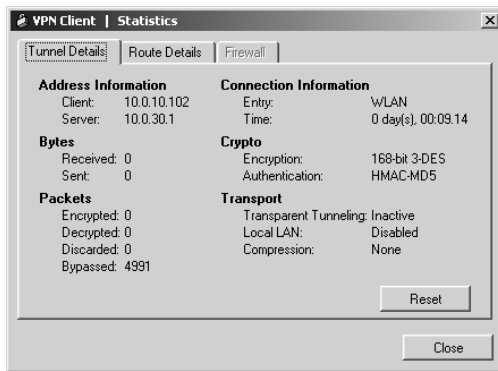 VPN Client | Statistics
Tunnel Details Route Details Firewall
Address Information
Client: 10.0.10.102
Server: 10.0.30.1
Bytes
Received: 0
Sent: 0
Packets
Encrypted: 0
Decrypted: 0
Discarded: 0
Bypassed: 4991
Connection Information
Entry: WLAN
Time: 0 day(s), 00:09.14
Crypto
Encryption: 168-bit 3-DES
Authentication: HMAC-MD5
Transport
Transparent Tunneling: Inactive
Local LAN: Disabled
Compression: None
Reset
Close